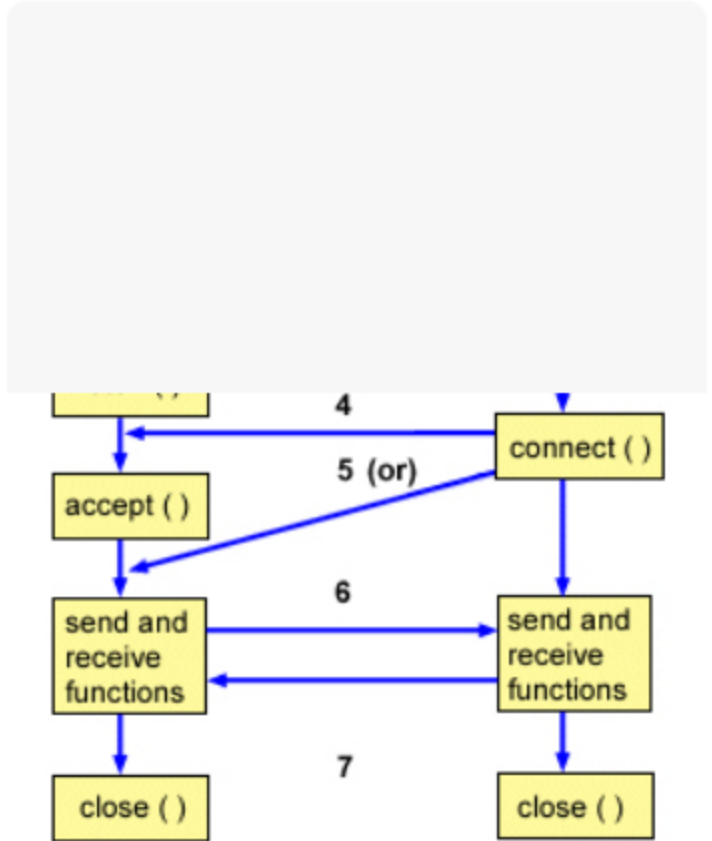 4
connect ( )
5 (or)
accept ( )
6
send and
receive
functions
send and
receive
functions
7
close ( )
close ( )